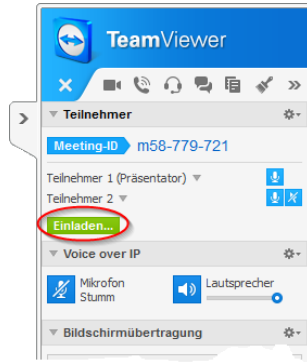 TeamViewer
Teilnehmer
Meeting-ID m58-779-721
Teilnehmer 1 (Präsentator)
Teilnehmer 2
Einladen...
Voice over IP
Mikrofon Lautsprecher
Stumm
Bildschirmübertragung